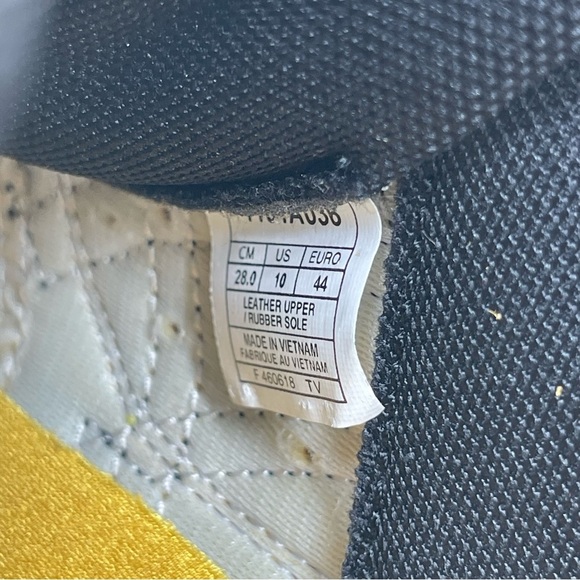 CM US EURO
28.0 10 44
LEATHER UPPER
/ RUBBER SOLE
MADE IN VIETNAM
FABRIQUE AU VIETNAM
F 460618 TV